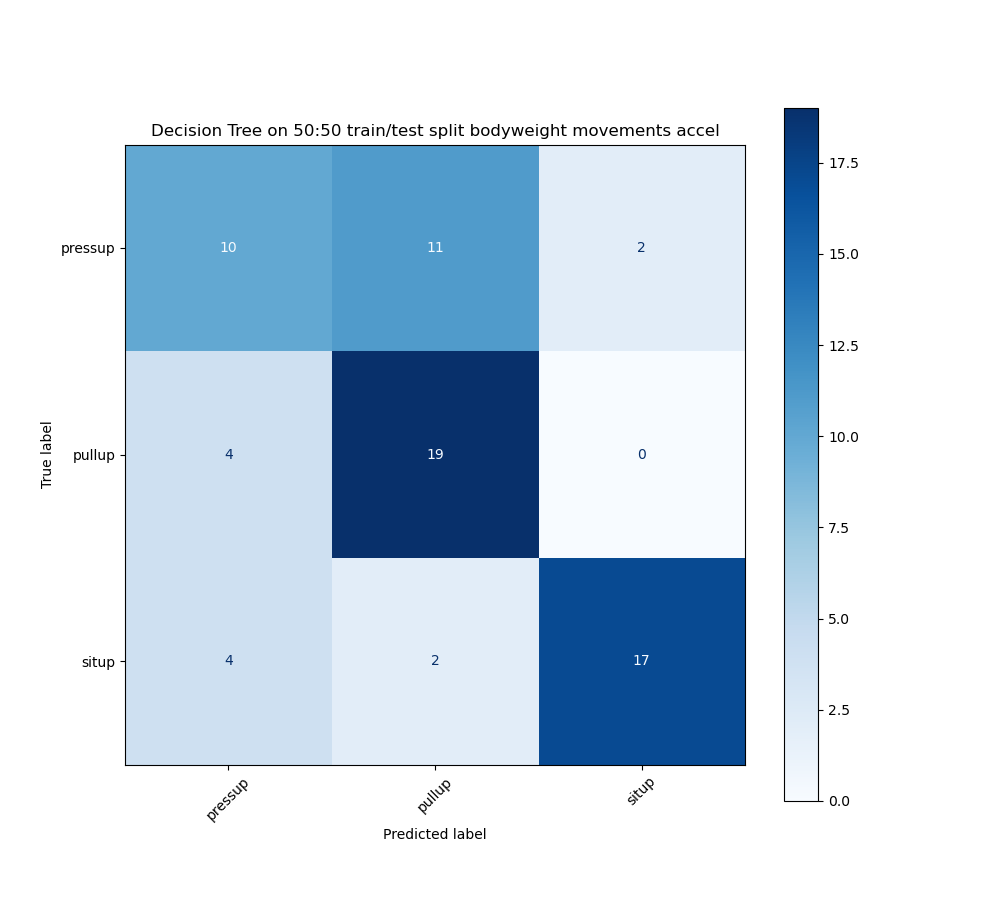 Decision Tree on 50:50 train/test split bodyweight movements accel
True label
pressup
10 11 2
pullup
4 19 0
situp
4 2 17
pressup pullup situp
Predicted label
17.5
15.0
12.5
10.0
7.5
5.0
2.5
0.0